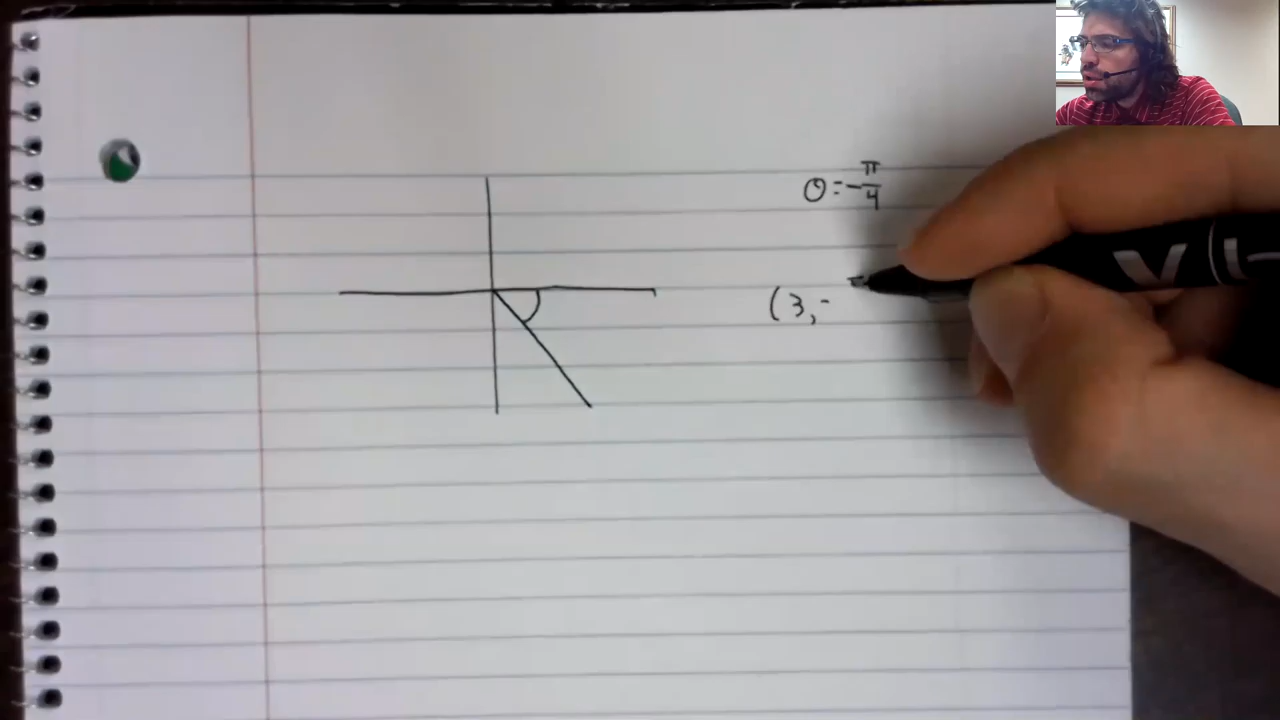 θ = -π/4
(3, - π